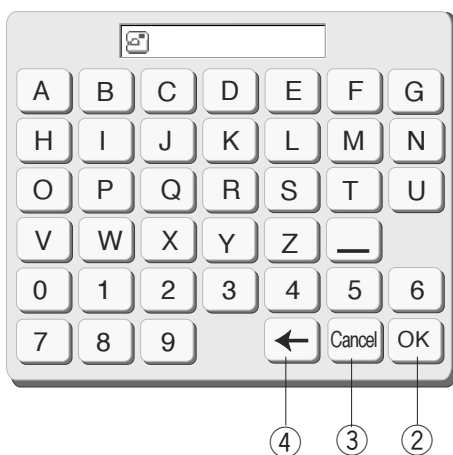 A B C D E F G
H I J K L M N
O P Q R S T U
V W X Y Z _
0 1 2 3 4 5 6
7 8 9 ← Cancel OK
④ ③ ②